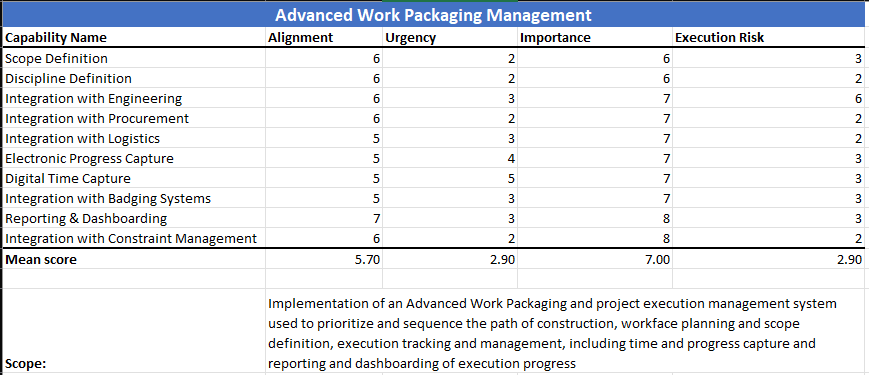 Advanced Work Packaging Management
Capability Name Alignment Urgency Importance Execution Risk
Scope Definition 6 2 6 3
Discipline Definition 6 2 6 2
Integration with Engineering 6 3 7 6
Integration with Procurement 6 2 7 2
Integration with Logistics 5 3 7 2
Electronic Progress Capture 5 4 7 3
Digital Time Capture 5 5 7 3
Integration with Badging Systems 5 3 7 3
Reporting & Dashboarding 7 3 8 3
Integration with Constraint Management 6 2 8 2
Mean score 5.70 2.90 7.00 2.90
Implementation of an Advanced Work Packaging and project execution management system
used to prioritize and sequence the path of construction, workface planning and scope
definition, execution tracking and management, including time and progress capture and
Scope: reporting and dashboarding of execution progress